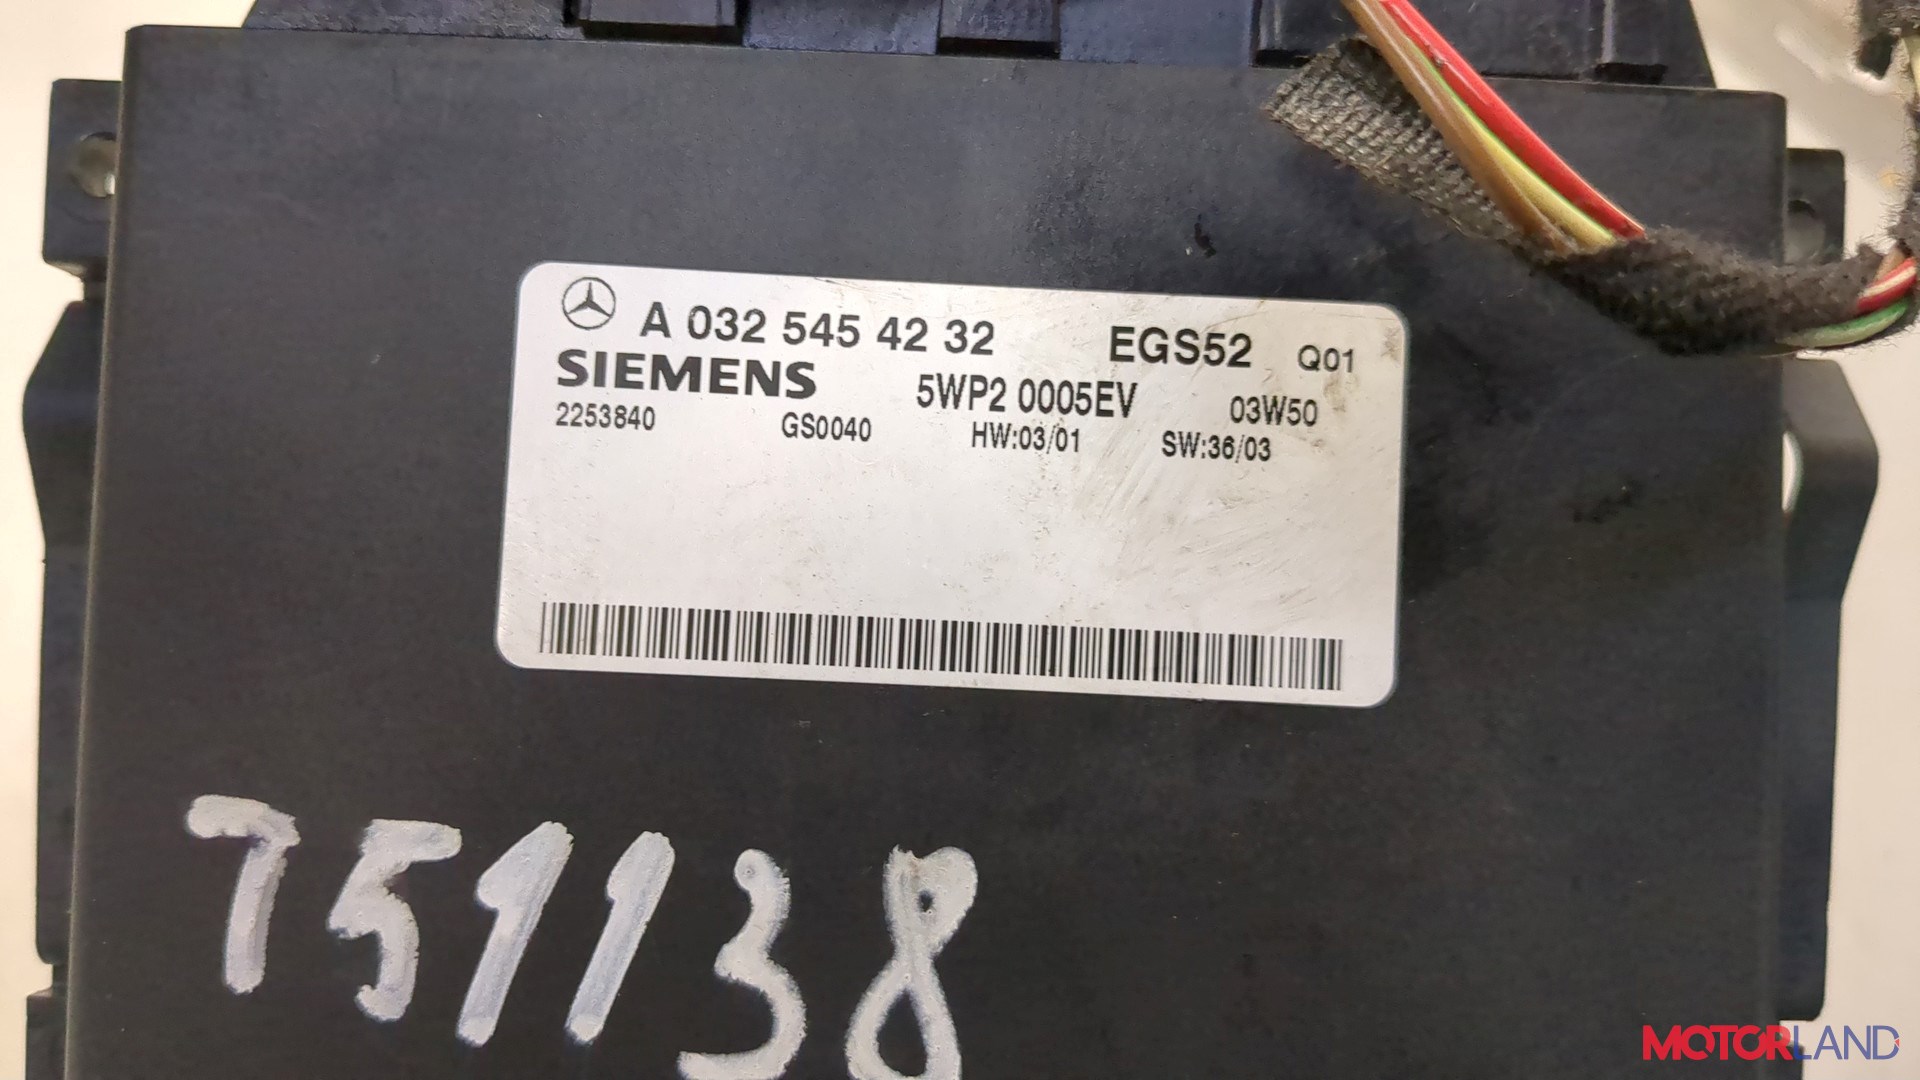 A 032 545 42 32 EGS52 Q01
SIEMENS 5WP2 0005EV 03W50
2253840 GS0040 HW:03/01 SW:36/03
751138
MOTORLAND